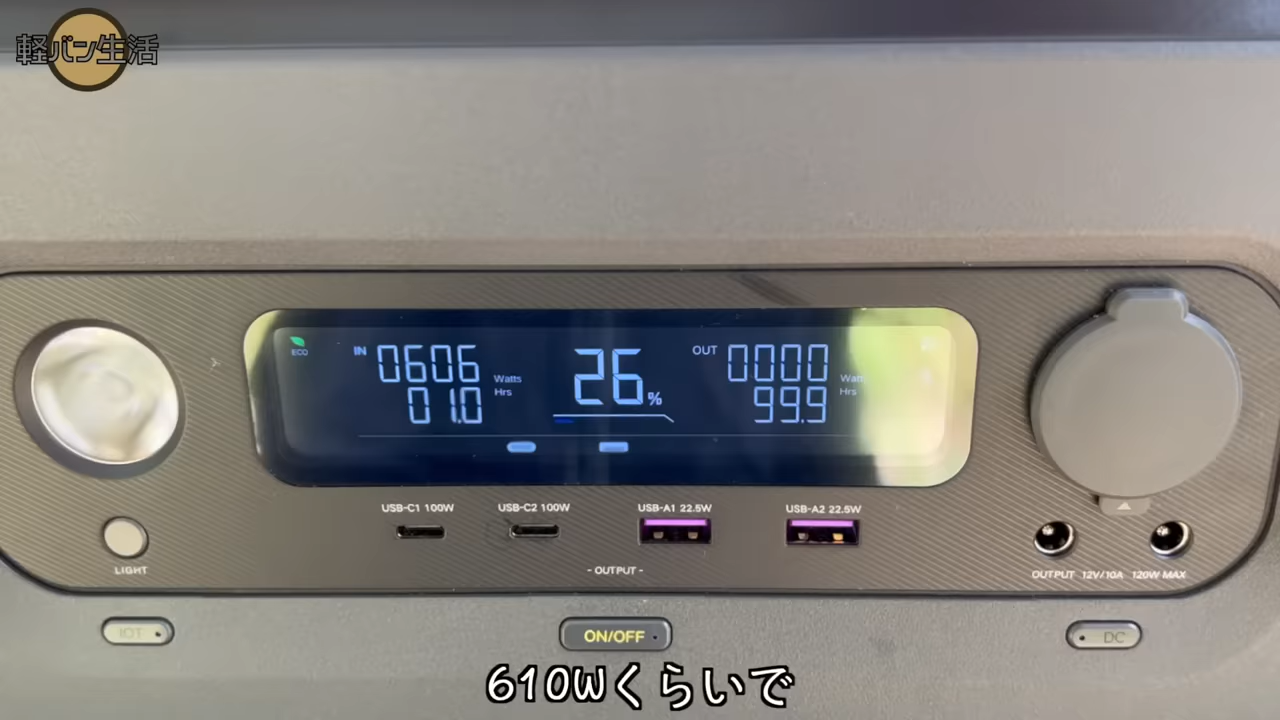 軽バン生活
ECO
IN 0606 Watts
01.0 Hrs
26%
OUT 0000 Watts
99.9 Hrs
USB-C1 100W
USB-C2 100W
USB-A1 22.5W
USB-A2 22.5W
- OUTPUT -
LIGHT
OUTPUT 12V/10A 120W MAX
IOT
ON/OFF
DC
610Wくらいで